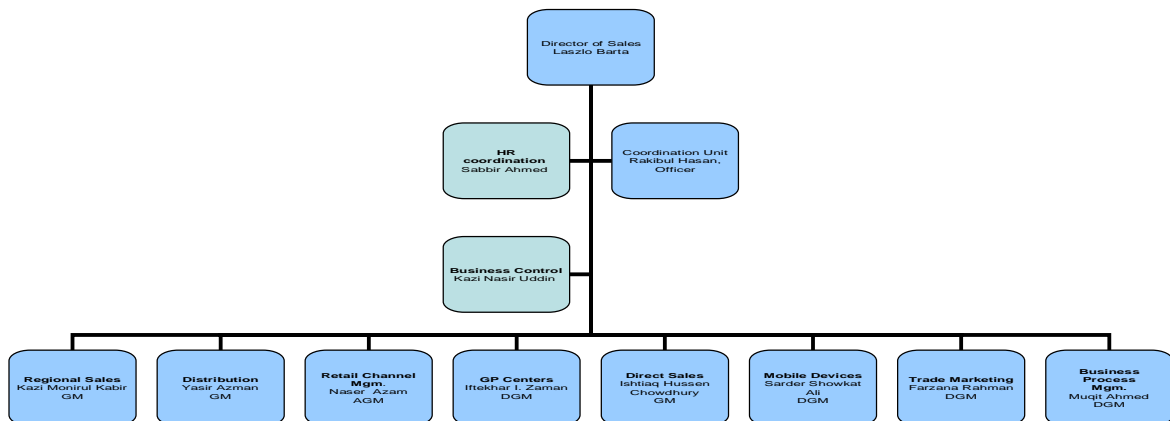 Director of Sales
Laszlo Barta
HR
coordination
Sabbir Ahmed
Coordination Unit
Rakibul Hasan,
Officer
Business Control
Kazi Nasir Uddin
Regional Sales
Kazi Monirul Kabir
GM
Distribution
Yasir Azman
GM
Retail Channel
Mgm.
Naser Azam
AGM
GP Centers
Iftekhar I. Zaman
DGM
Direct Sales
Ishtiaq Hussen
Chowdhury
GM
Mobile Devices
Sarder Showkat
Ali
DGM
Trade Marketing
Farzana Rahman
DGM
Business
Process
Mgm.
Muqit Ahmed
DGM